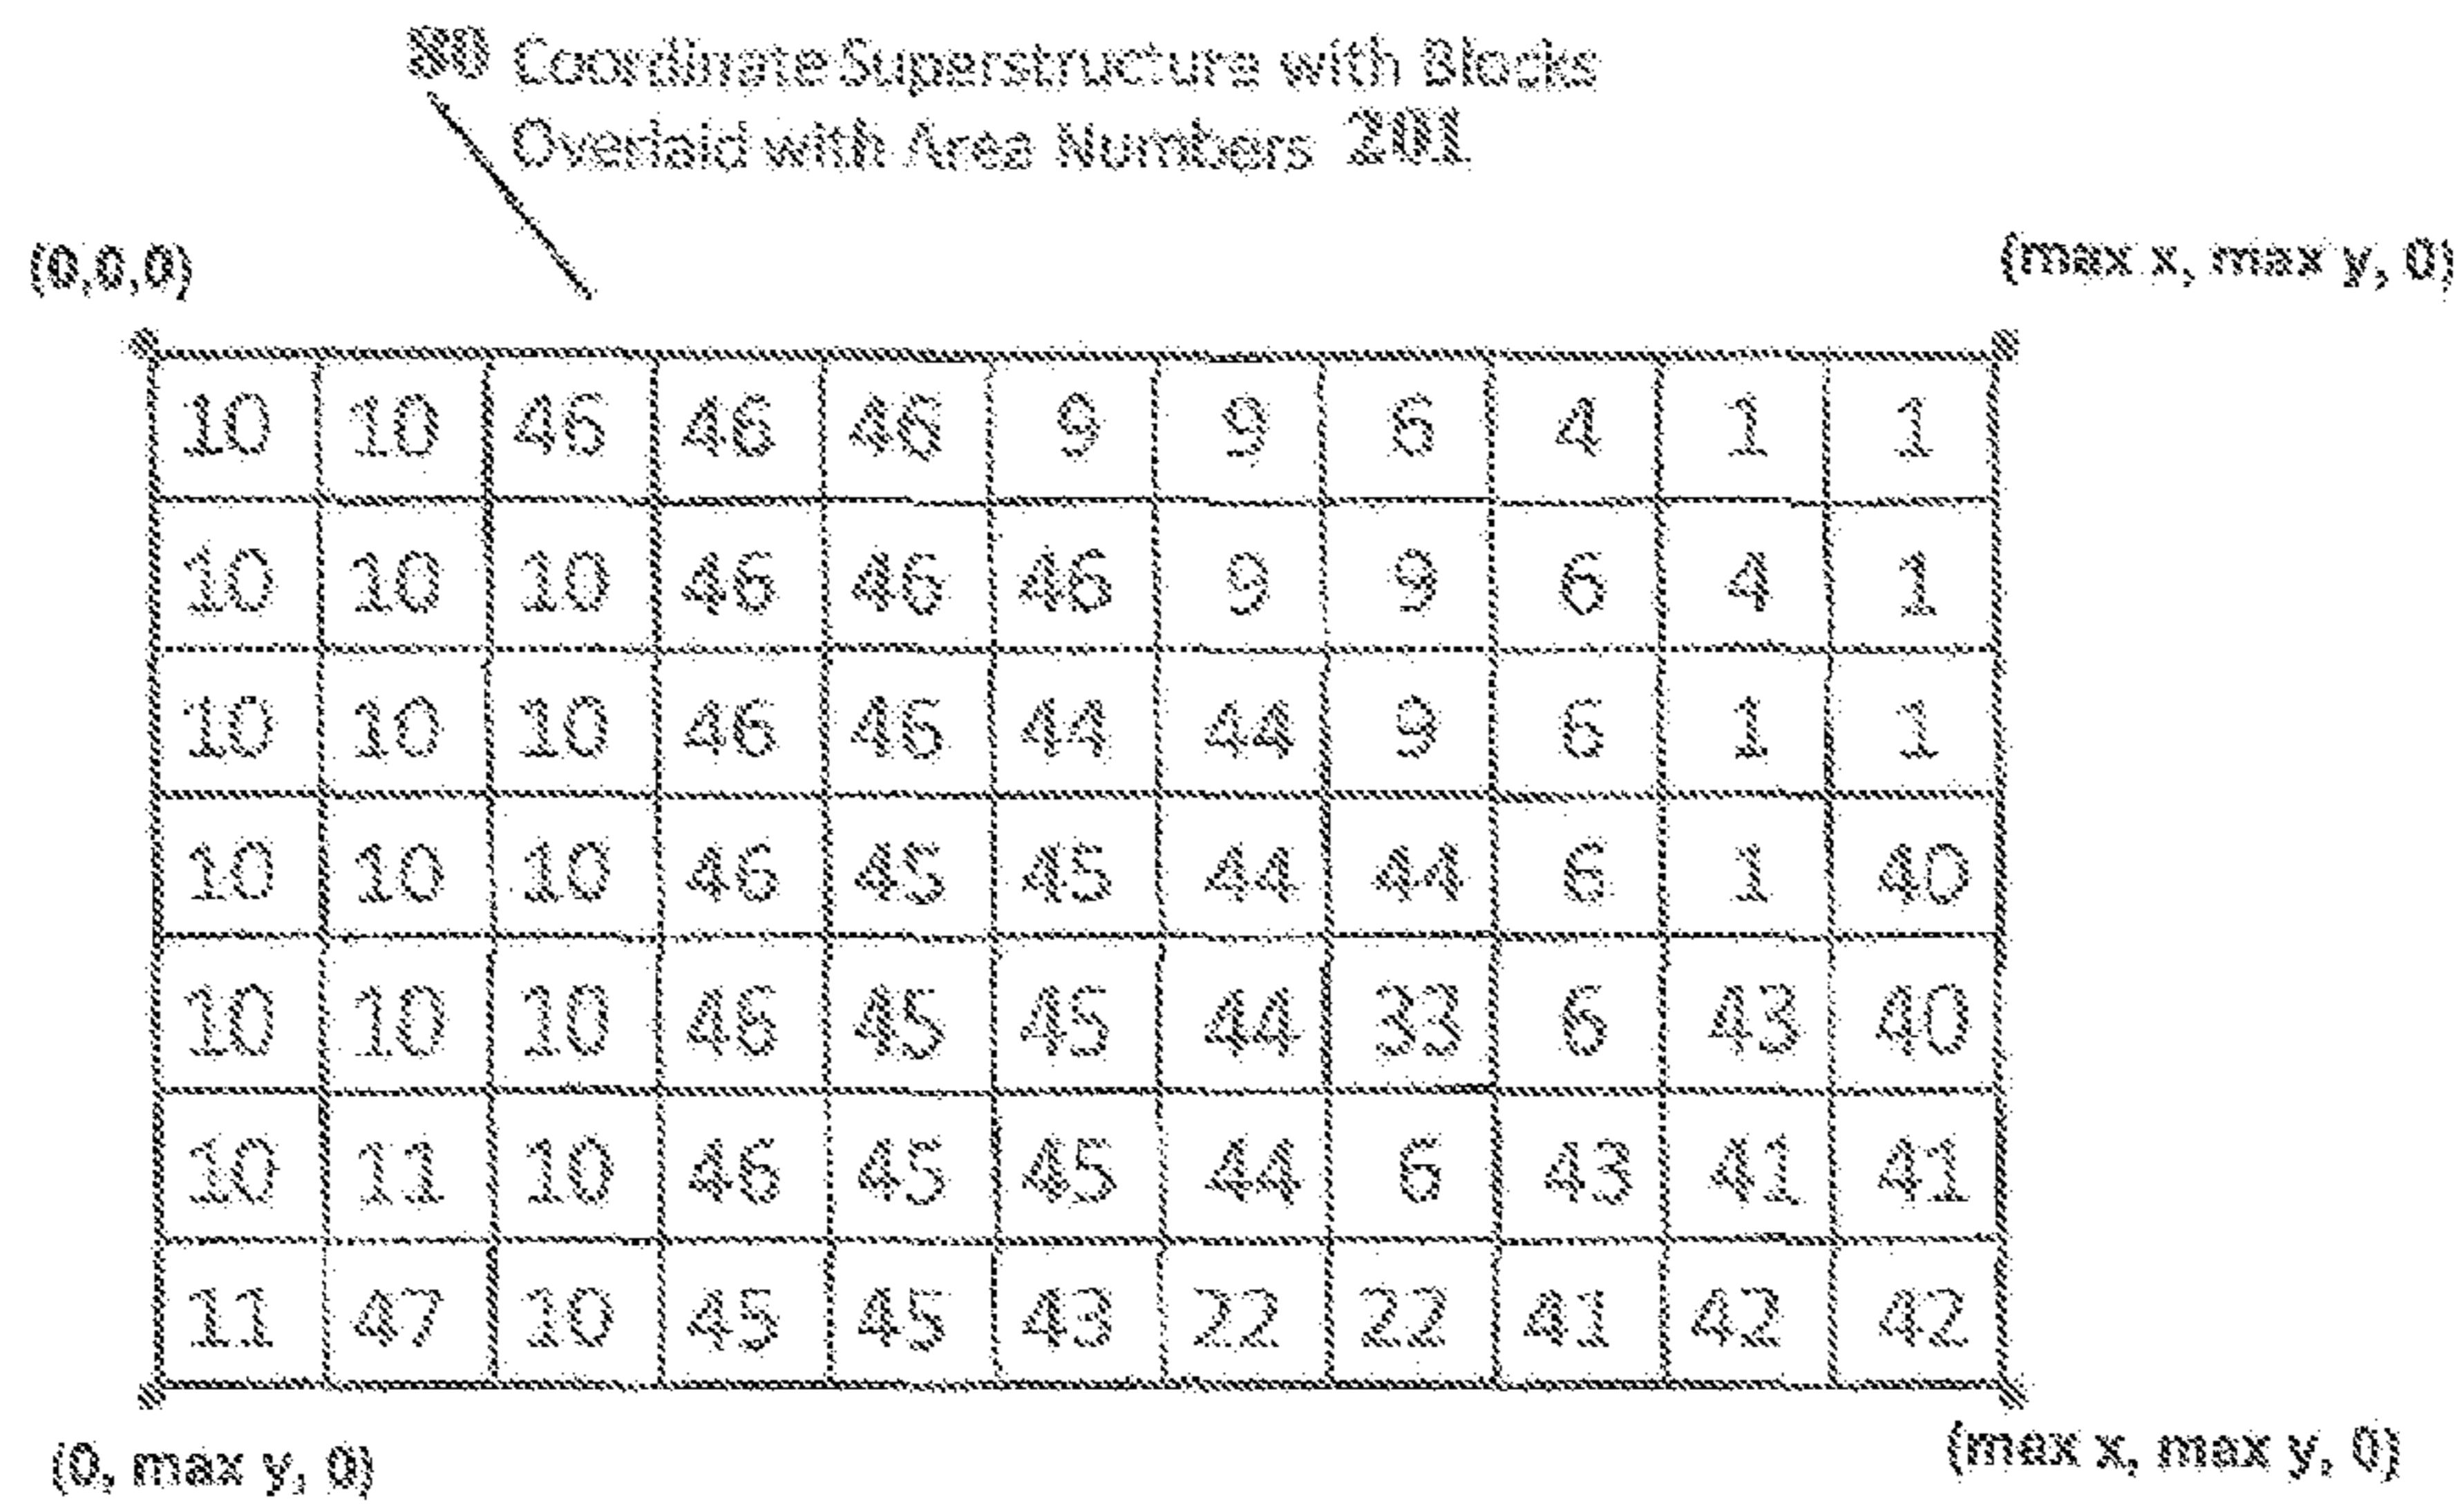 80 Coordinate Superstructure with Blocks
Overlaid with Area Numbers 201
(0,0,0) (max x, max y, 0)
10 10 46 46 46 9 9 6 4 1 1
10 10 10 46 46 46 9 9 6 4 1
10 10 10 46 46 44 44 9 6 1 1
10 10 10 46 45 45 44 44 6 1 40
10 10 10 46 45 45 44 33 6 43 40
10 11 10 46 45 45 44 6 43 41 41
11 47 10 45 45 43 22 22 41 42 42
(0, max y, 0) (max x, max y, 0)